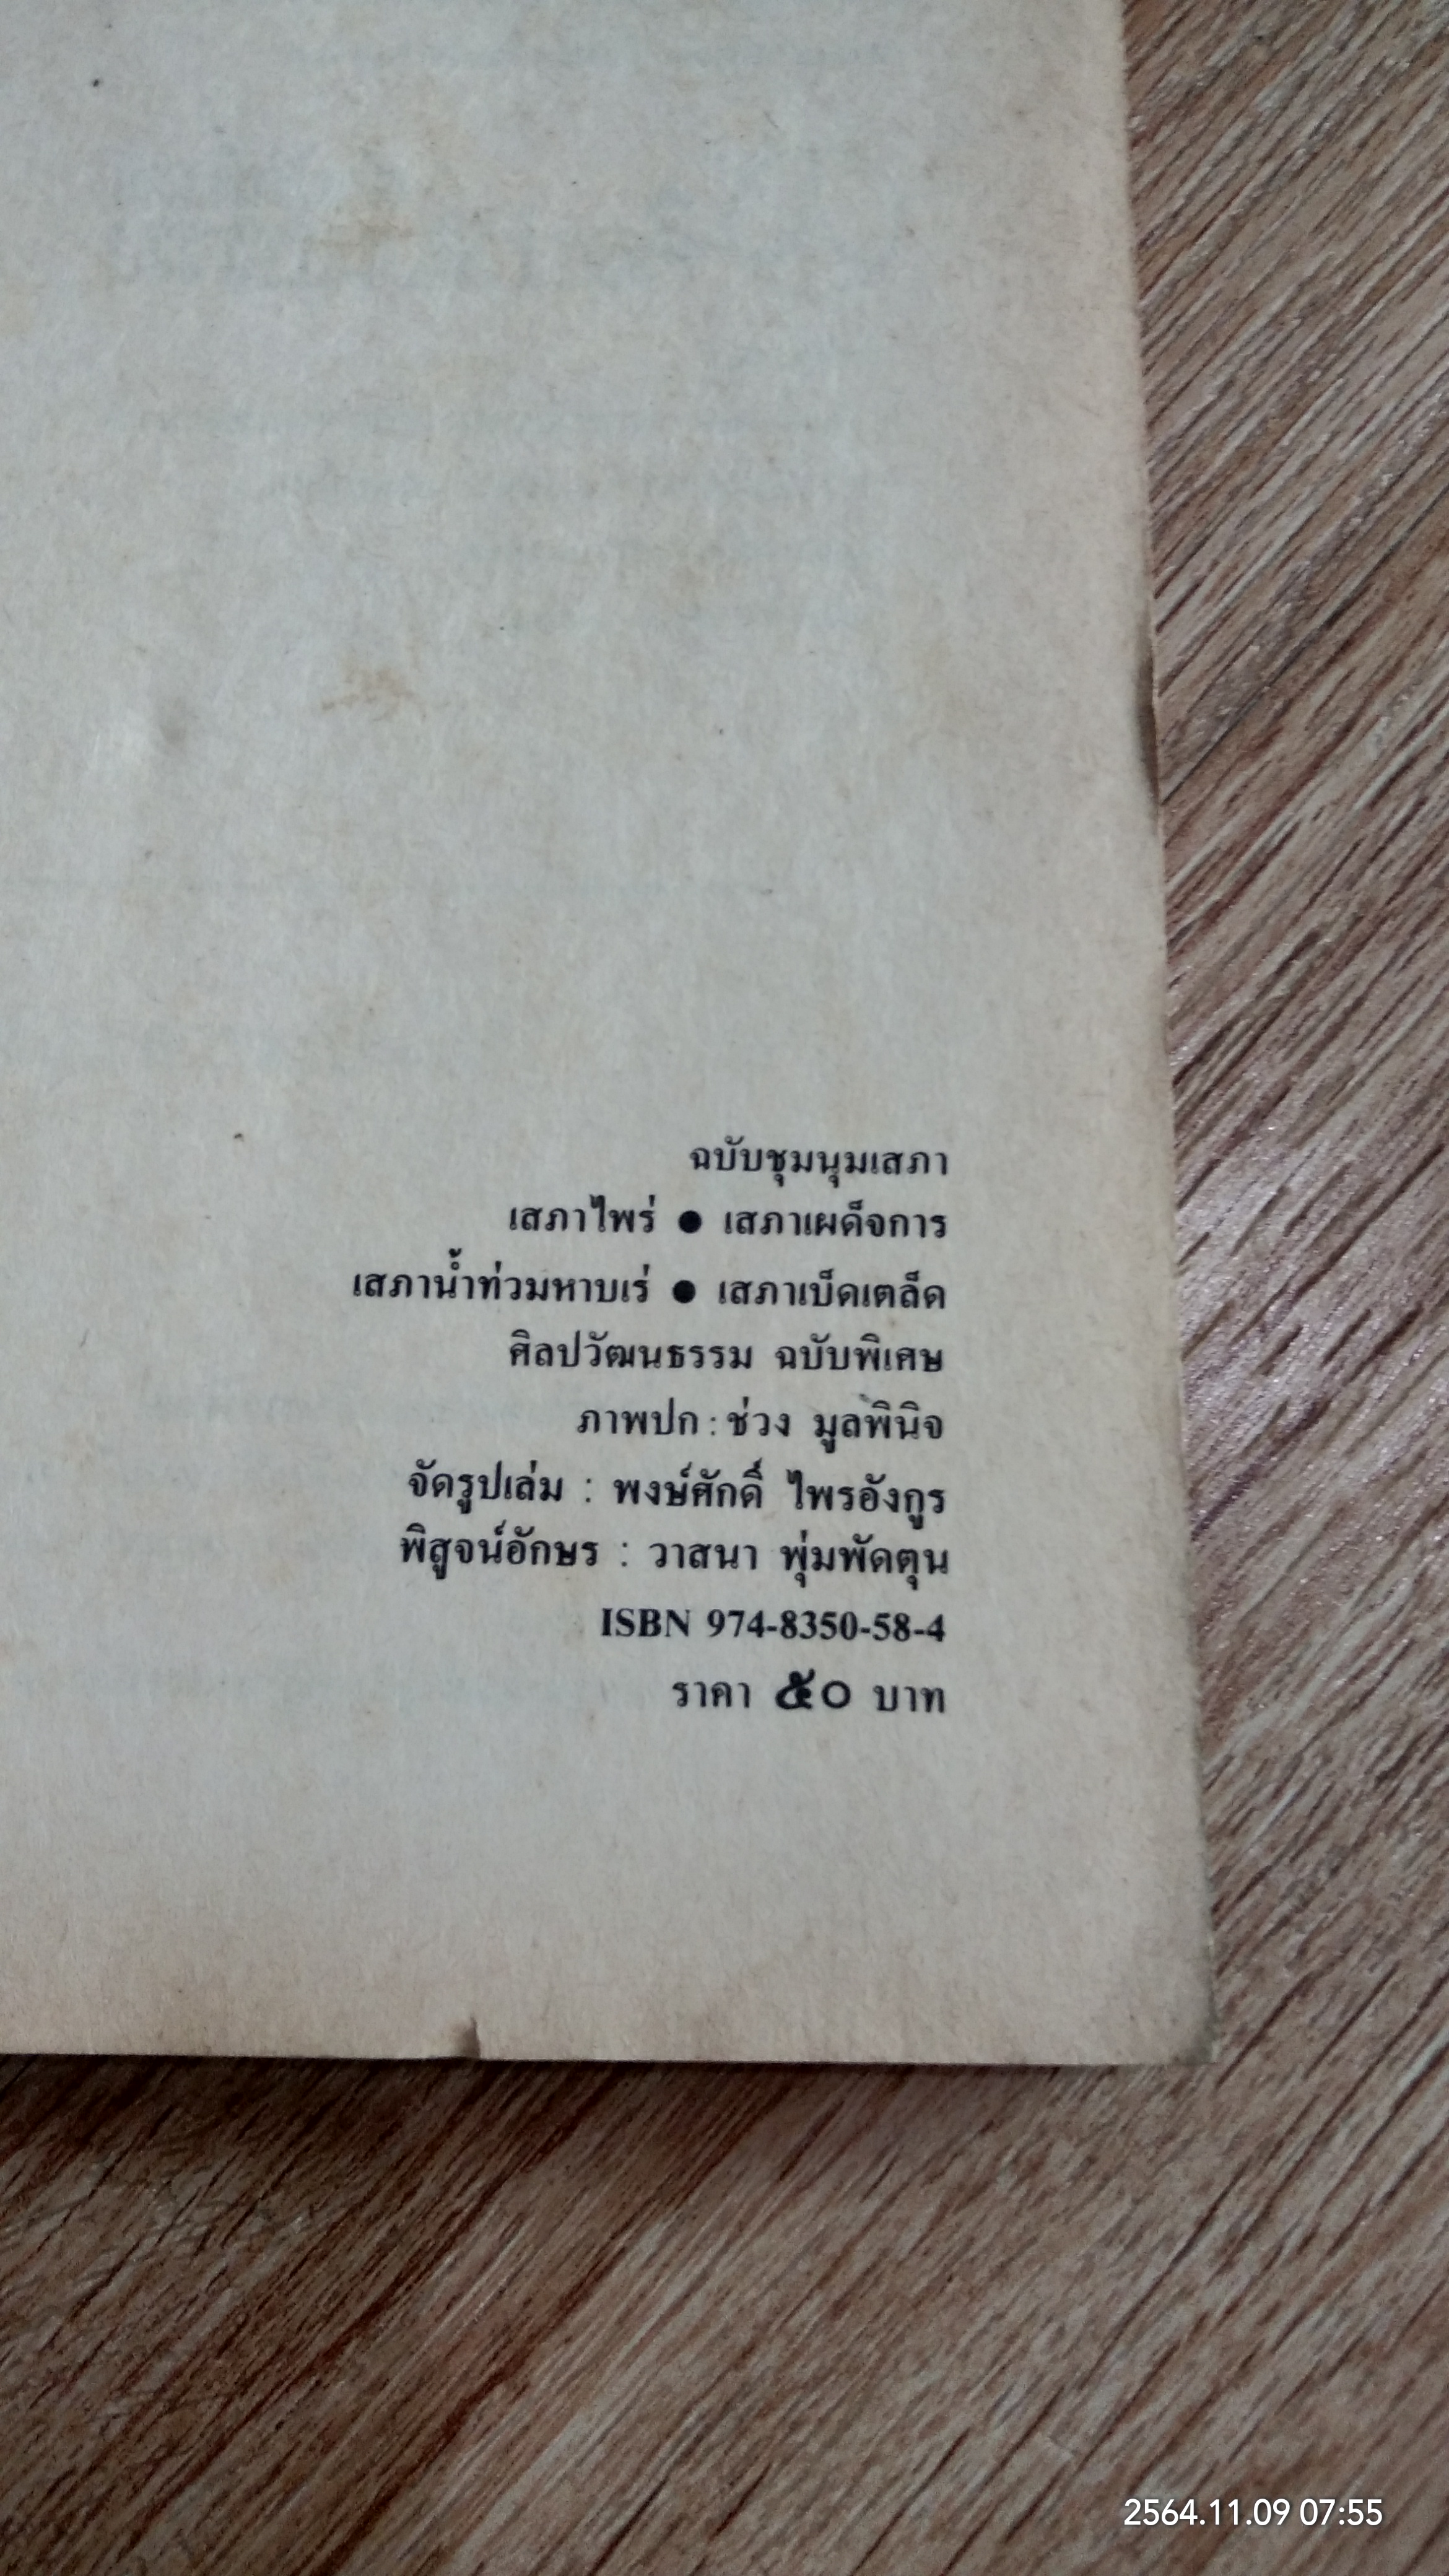 ฉบับชุมนุมเสภา
เสภาไพร่ ● เสภาเผด็จการ
เสภาน้ำท่วมหาบเร่ ● เสภาเบ็ดเตล็ด
ศิลปวัฒนธรรม ฉบับพิเศษ
ภาพปก : ช่วง มูลพินิจ
จัดรูปเล่ม : พงษ์ศักดิ์ ไพรอังกูร
พิสูจน์อักษร : วาสนา พุ่มพัดตุน
ISBN 974-8350-58-4
ราคา ๕๐ บาท
2564.11.09 07:55